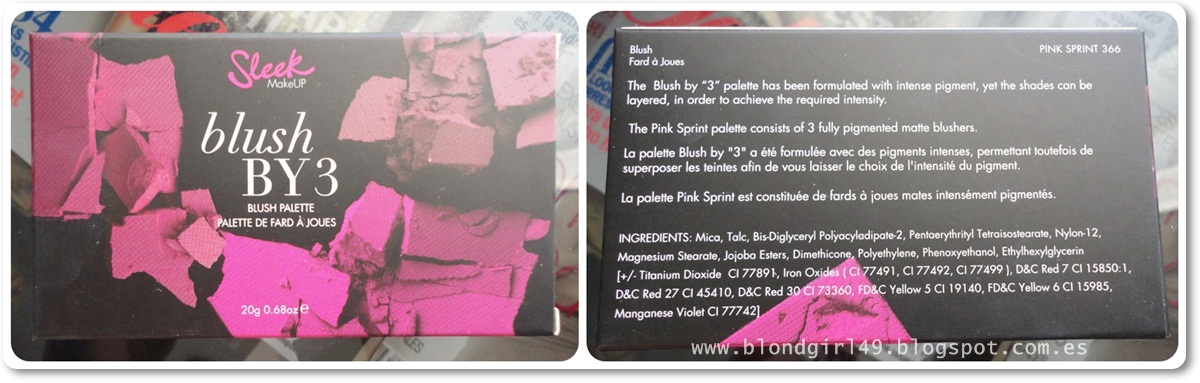 Sleek
MakeUP
blush
BY 3
BLUSH PALETTE
PALETTE DE FARD À JOUES
20g 0.68oz e
Blush
Fard à Joues
PINK SPRINT 366
The Blush by “3” palette has been formulated with intense pigment, yet the shades can be
layered, in order to achieve the required intensity.
The Pink Sprint palette consists of 3 fully pigmented matte blushers.
La palette Blush by "3" a été formulée avec des pigments intenses, permettant toutefois de
superposer les teintes afin de vous laisser le choix de l'intensité du pigment.
La palette Pink Sprint est constituée de fards à joues mates intensément pigmentés.
INGREDIENTS: Mica, Talc, Bis-Diglyceryl Polyacyladipate-2, Pentaerythrityl Tetraisostearate, Nylon-12,
Magnesium Stearate, Jojoba Esters, Dimethicone, Polyethylene, Phenoxyethanol, Ethylhexylglycerin
[+/- Titanium Dioxide CI 77891, Iron Oxides ( CI 77491, CI 77492, CI 77499 ), D&C Red 7 CI 15850:1,
D&C Red 27 CI 45410, D&C Red 30 CI 73360, FD&C Yellow 5 CI 19140, FD&C Yellow 6 CI 15985,
Manganese Violet CI 77742]
www.blondgirl49.blogspot.com.es